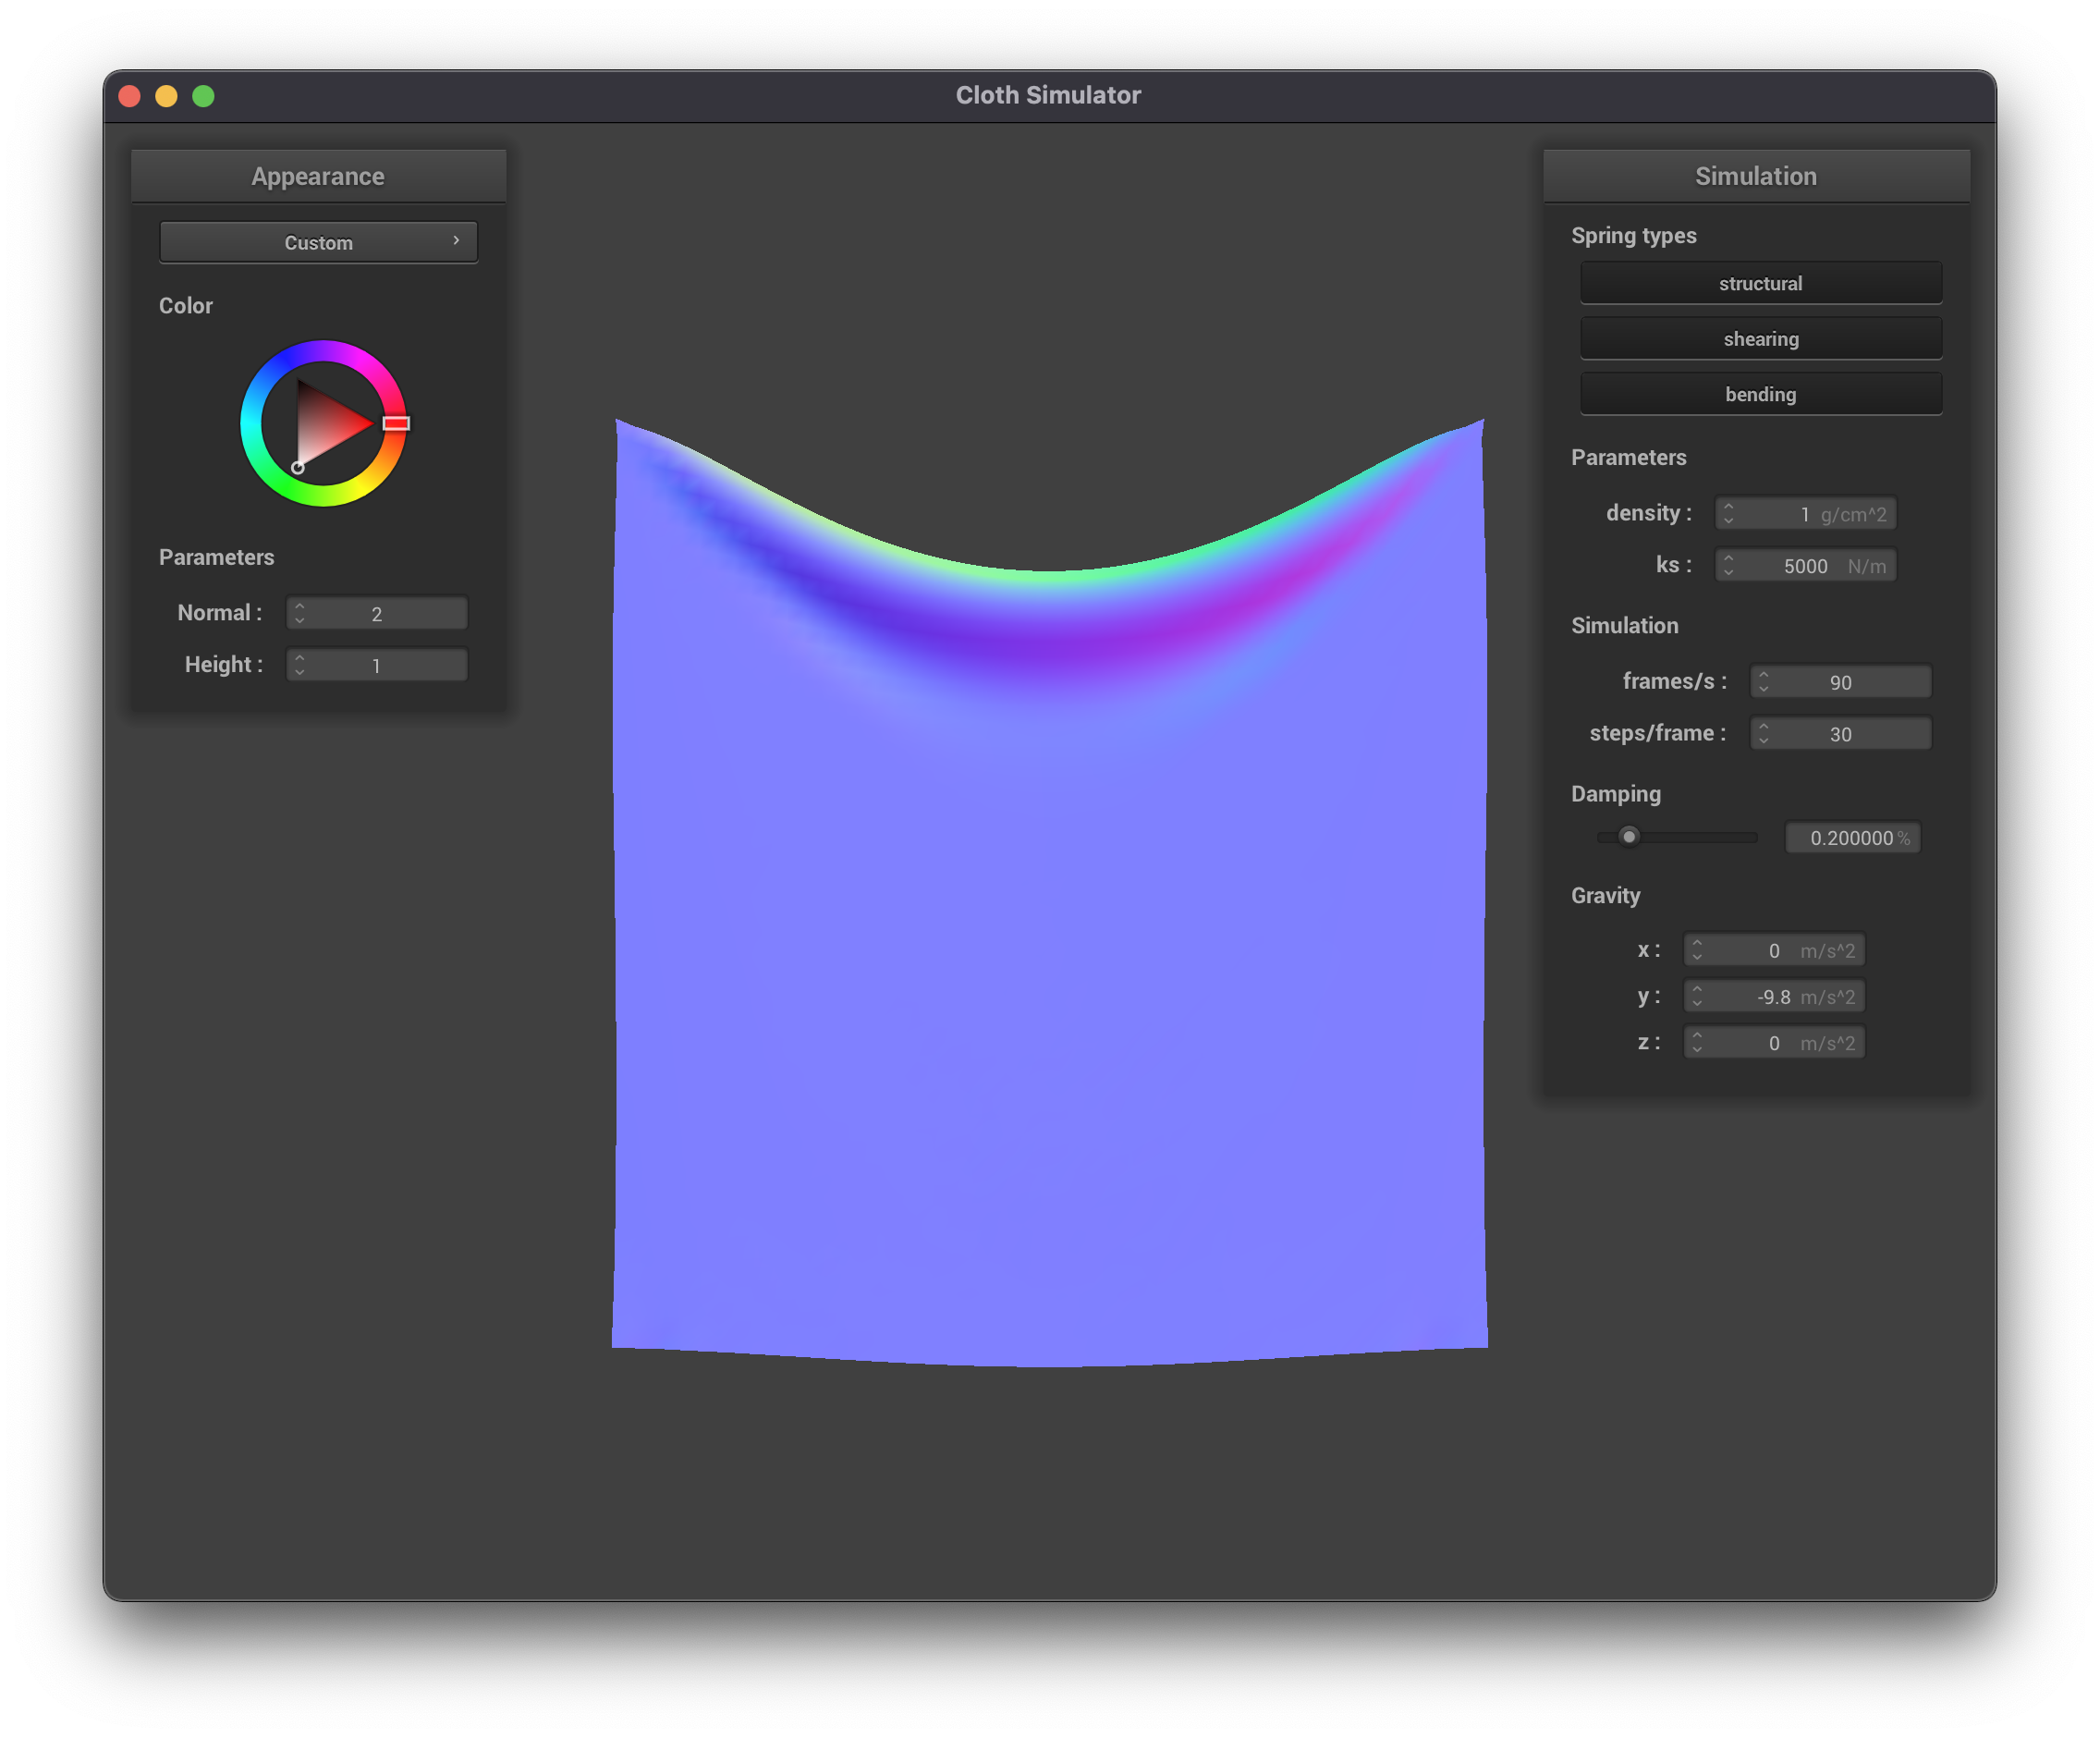 Cloth Simulator
Appearance
Custom
Color
Parameters
Normal : 2
Height : 1
Simulation
Spring types
structural
shearing
bending
Parameters
density : 1 g/cm^2
ks : 5000 N/m
Simulation
frames/s : 90
steps/frame : 30
Damping
0.200000 %
Gravity
x : 0 m/s^2
y : -9.8 m/s^2
z : 0 m/s^2